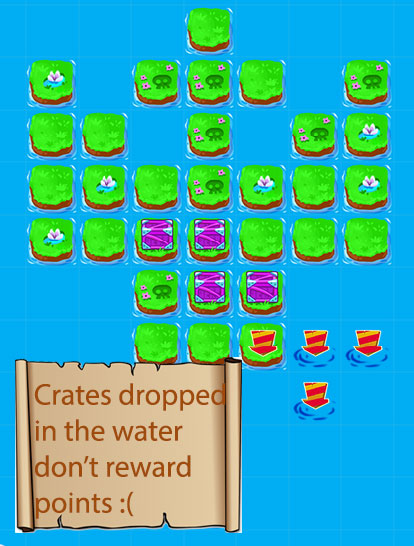 Crates dropped
in the water
don’t reward
points :(